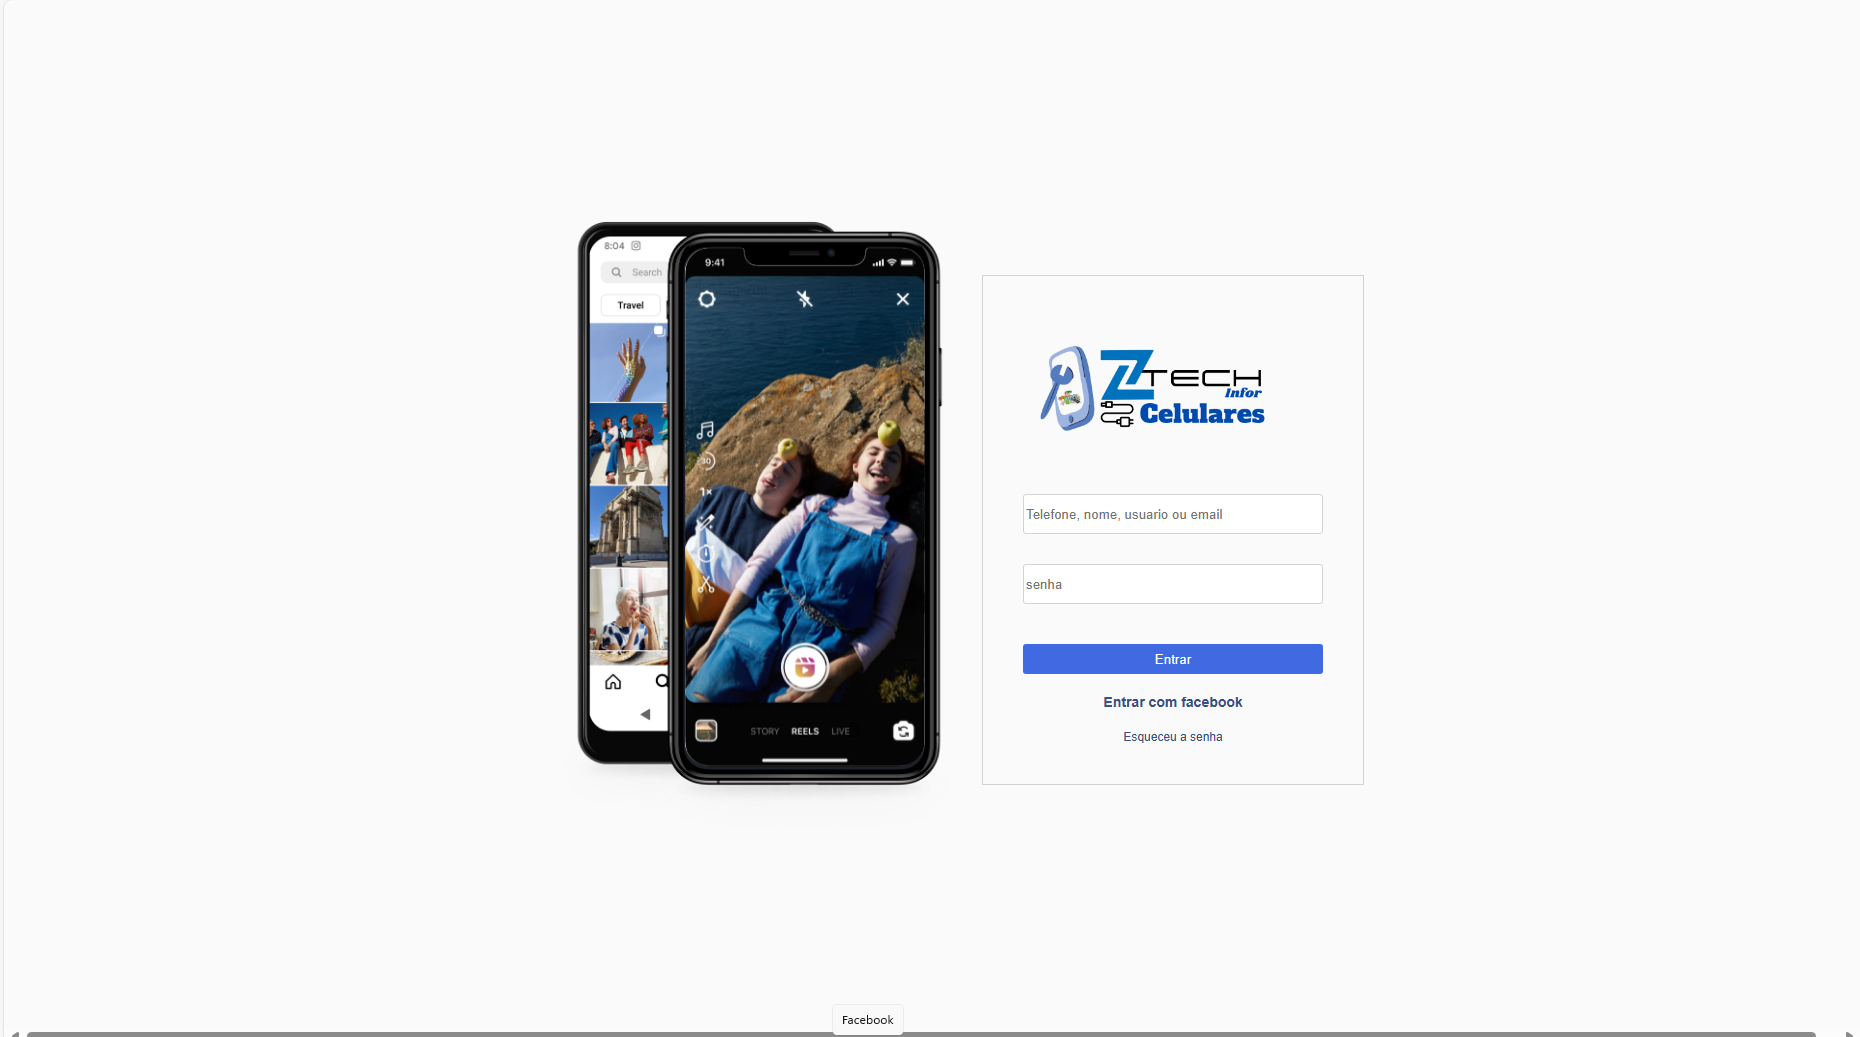 8:04
Search
Travel
9:41
30
1×
STORY REELS LIVE
ZTECH
Infor
Celulares
Telefone, nome, usuario ou email
senha
Entrar
Entrar com facebook
Esqueceu a senha
Facebook